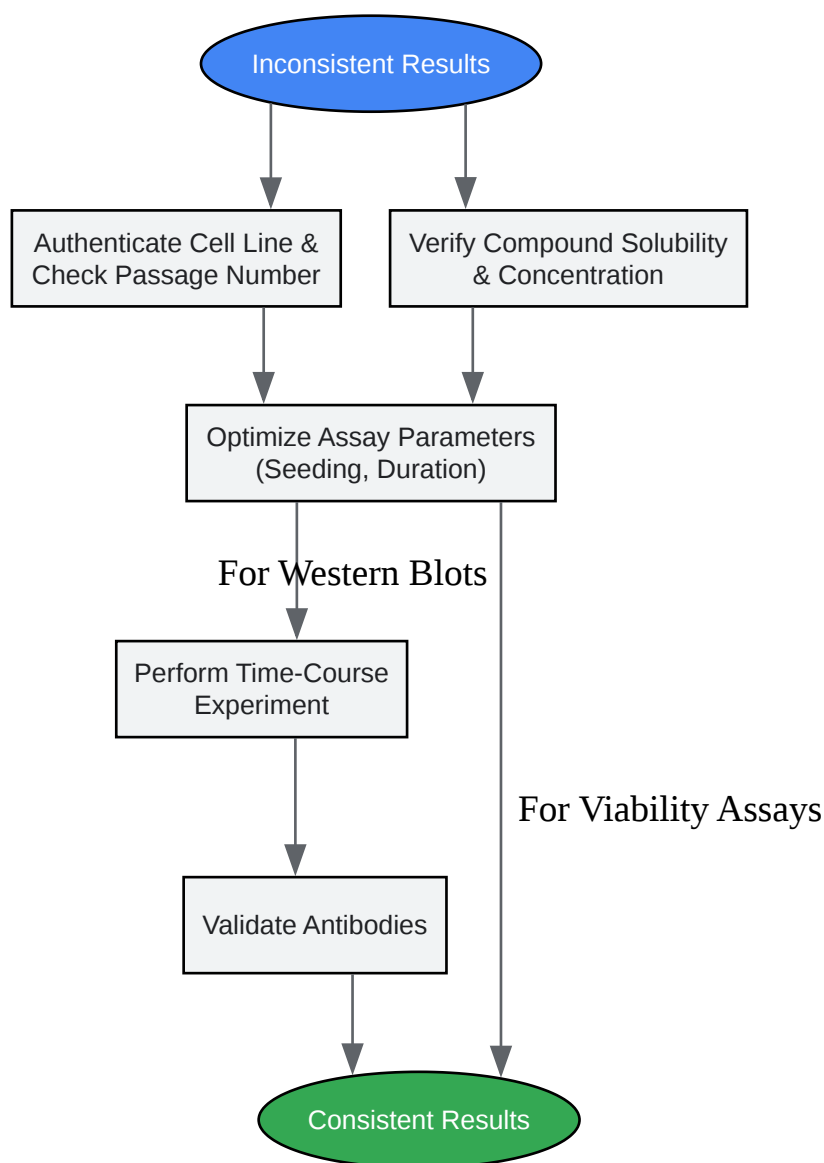 Inconsistent Results
Authenticate Cell Line &
Check Passage Number
Verify Compound Solubility
& Concentration
Optimize Assay Parameters
(Seeding, Duration)
For Western Blots
Perform Time-Course
Experiment
For Viability Assays
Validate Antibodies
Consistent Results